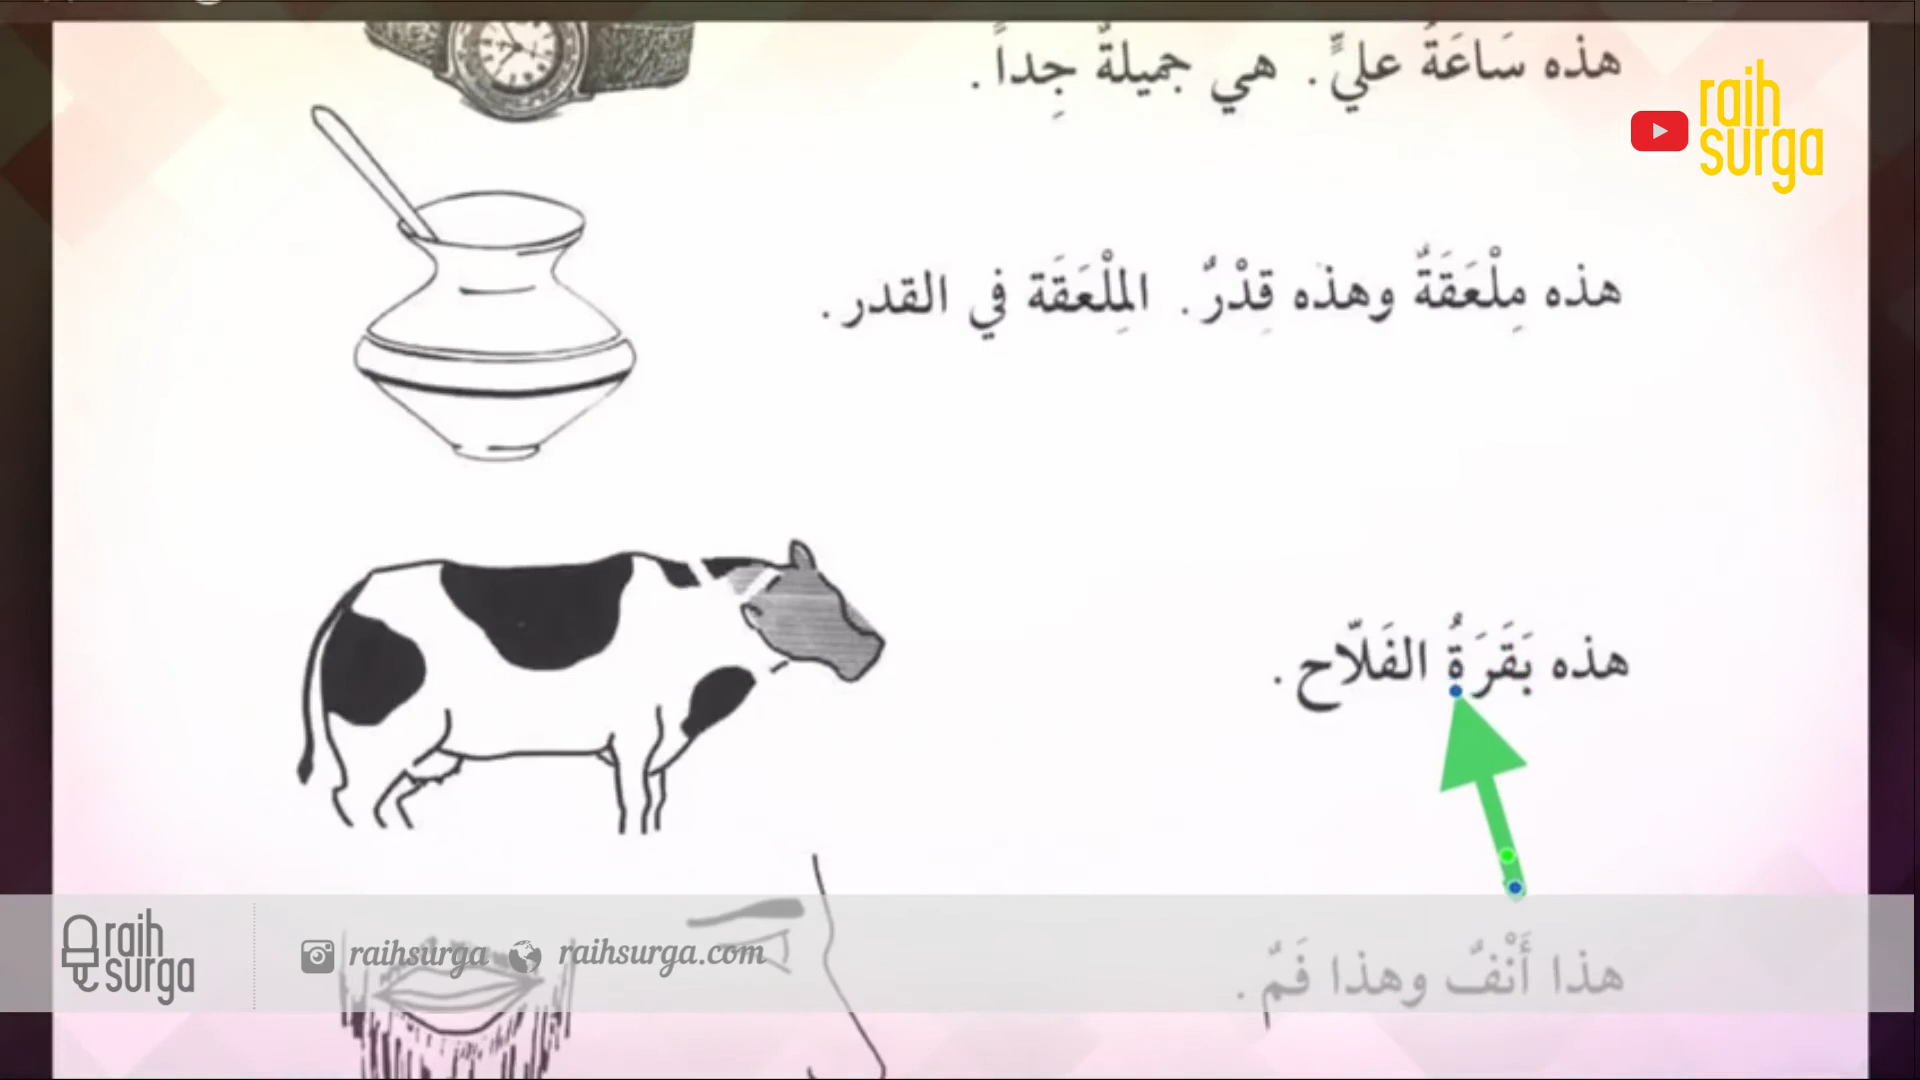 هذه سَاعَةُ عليٍّ. هي جميلةٌ جِداً.
raih
surga
هذه مِلْعَقَةٌ وهذه قِدْرٌ. المِلْعَقَة في القدر.
هذه بَقَرَةُ الفَلّاح.
هذا أَنْفٌ وهذا فَمٌ.
raih
surga
raihsurga
raihsurga.com